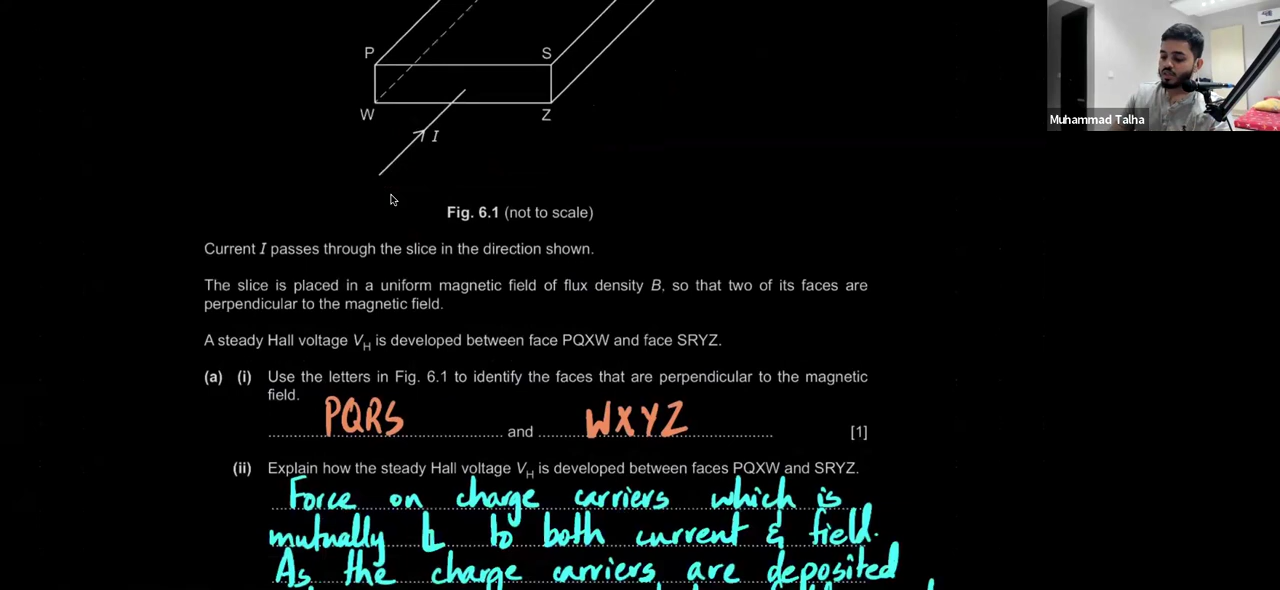 P
S
W
Z
I
Muhammad Talha
Fig. 6.1 (not to scale)
Current I passes through the slice in the direction shown.
The slice is placed in a uniform magnetic field of flux density B, so that two of its faces are
perpendicular to the magnetic field.
A steady Hall voltage VH is developed between face PQXW and face SRYZ.
(a) (i) Use the letters in Fig. 6.1 to identify the faces that are perpendicular to the magnetic
field.
PQRS and WXYZ [1]
(ii) Explain how the steady Hall voltage VH is developed between faces PQXW and SRYZ.
Force on charge carriers which is
mutually ⊥ to both current & field.
As the charge carriers are deposited